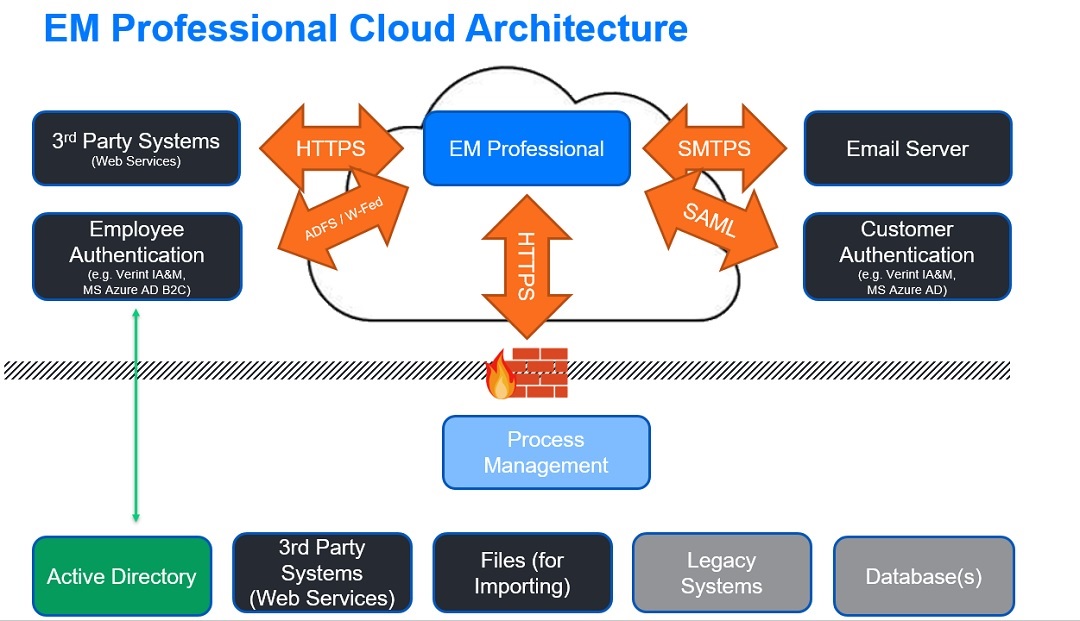 EM Professional Cloud Architecture
3rd Party Systems
(Web Services)
HTTPS
EM Professional
SMTPS
Email Server
Employee
Authentication
(e.g. Verint IA&M,
MS Azure AD B2C)
ADFS / W-Fed
HTTPS
SAML
Customer
Authentication
(e.g. Verint IA&M,
MS Azure AD)
Process
Management
Active Directory
3rd Party
Systems
(Web Services)
Files (for
Importing)
Legacy
Systems
Database(s)